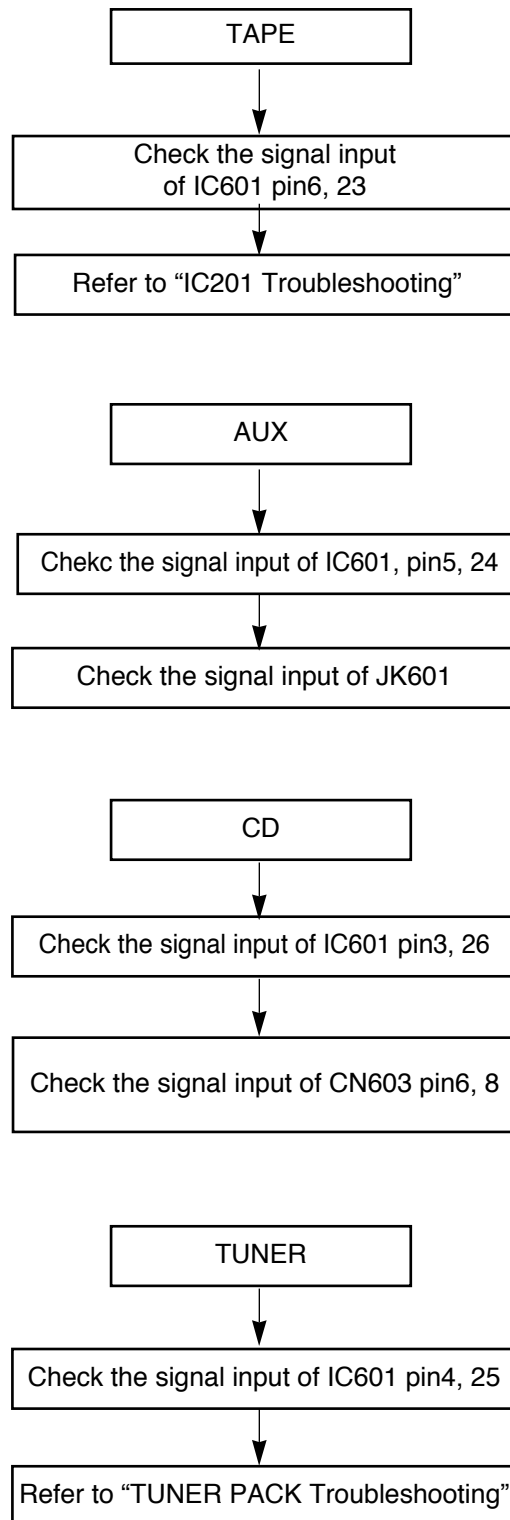 TAPE
Check the signal input
of IC601 pin6, 23
Refer to “IC201 Troubleshooting”
AUX
Chekc the signal input of IC601, pin5, 24
Check the signal input of JK601
CD
Check the signal input of IC601 pin3, 26
Check the signal input of CN603 pin6, 8
TUNER
Check the signal input of IC601 pin4, 25
Refer to “TUNER PACK Troubleshooting”